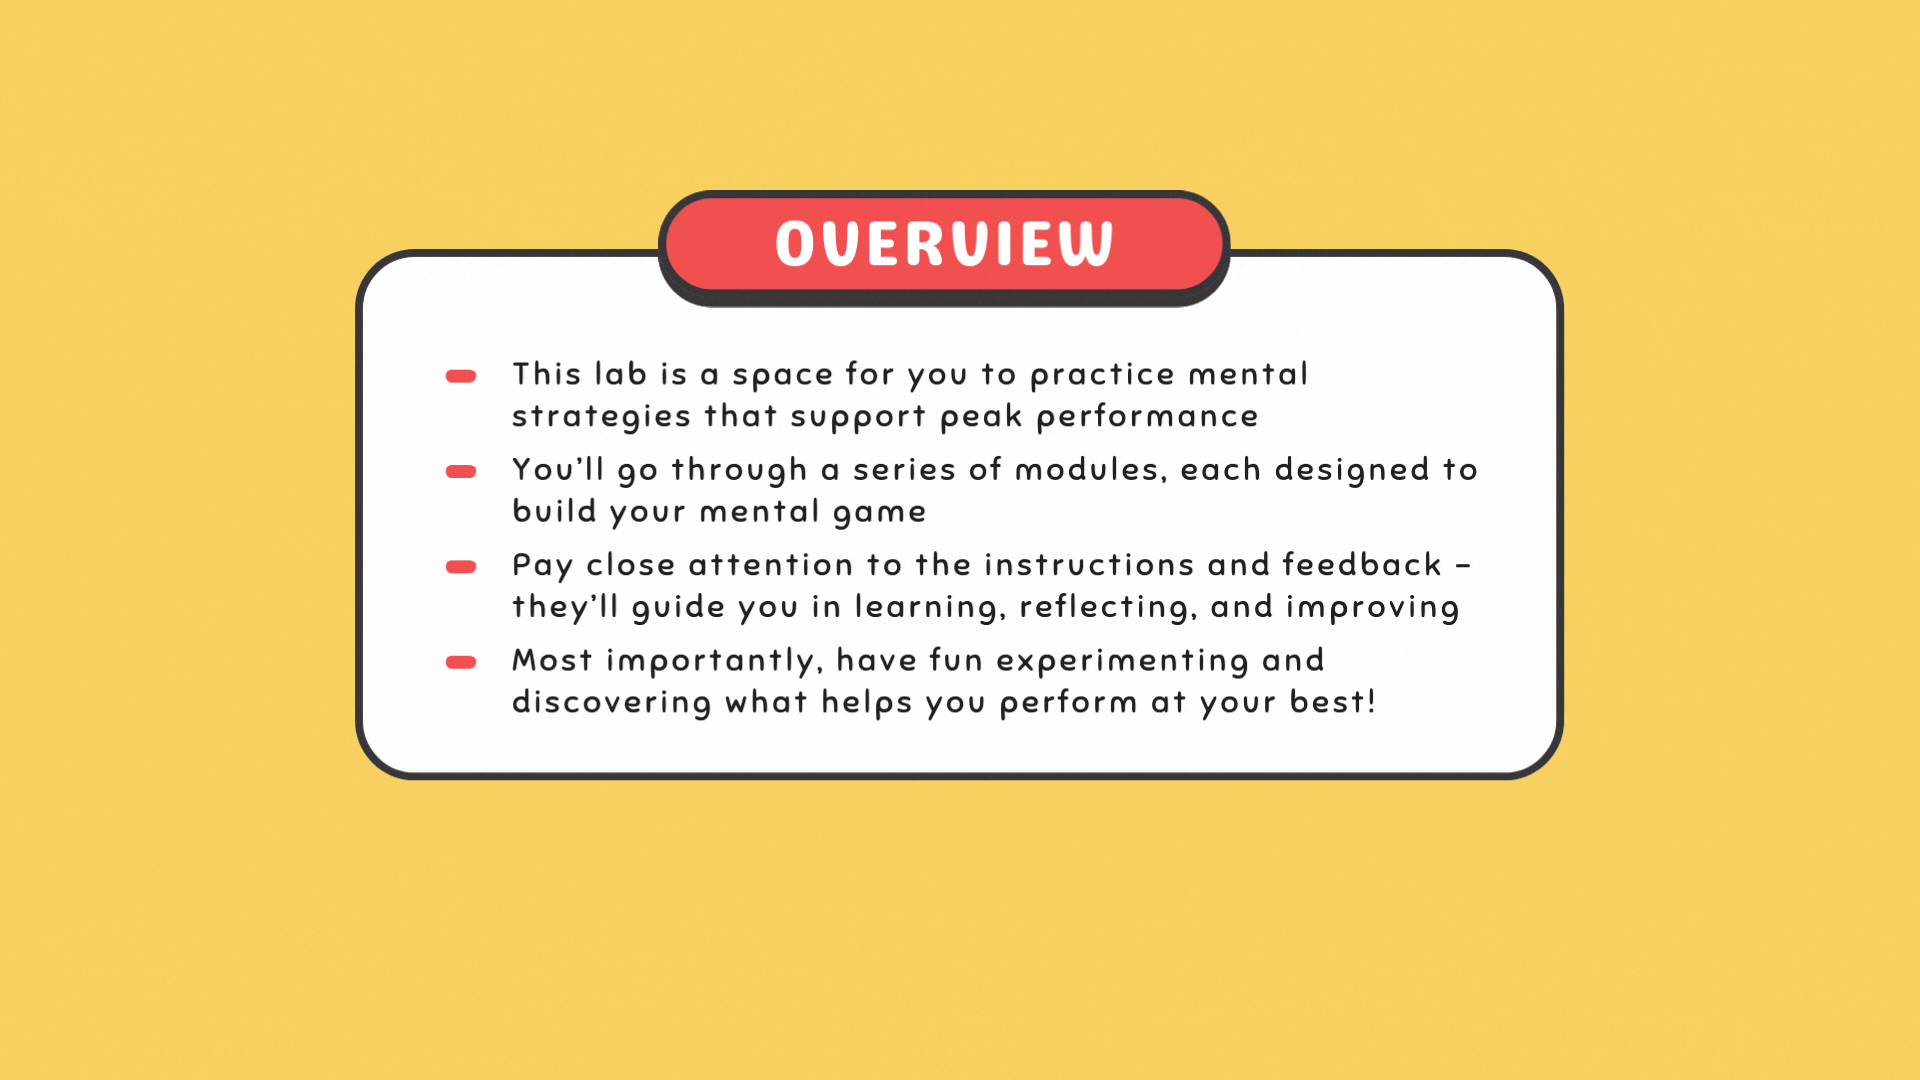 OVERVIEW
This lab is a space for you to practice mental
strategies that support peak performance
You’ll go through a series of modules, each designed to
build your mental game
Pay close attention to the instructions and feedback –
they’ll guide you in learning, reflecting, and improving
Most importantly, have fun experimenting and
discovering what helps you perform at your best!